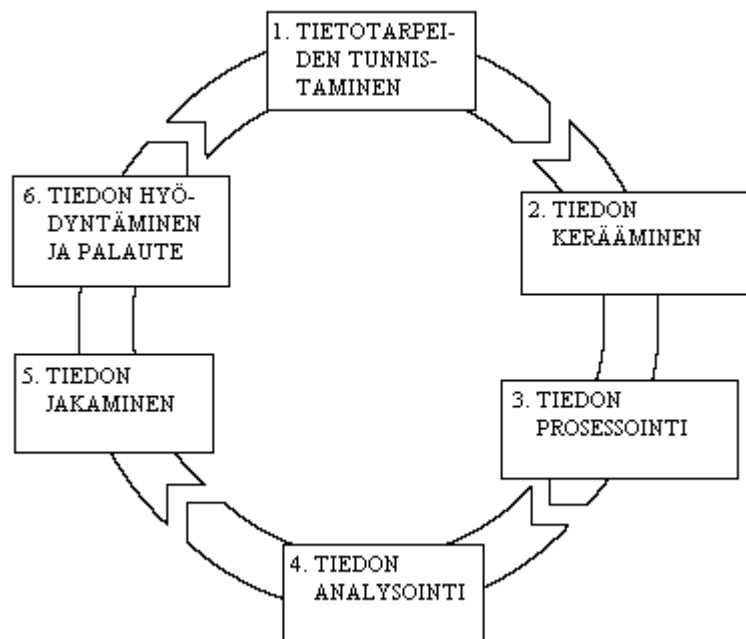 1. TIETOTARPEI-
DEN TUNNIS-
TAMINEN
2. TIEDON
KERÄÄMINEN
3. TIEDON
PROSESSOINTI
4. TIEDON
ANALYSOINTI
5. TIEDON
JAKAMINEN
6. TIEDON HYÖ-
DYNTÄMINEN
JA PALAUTE